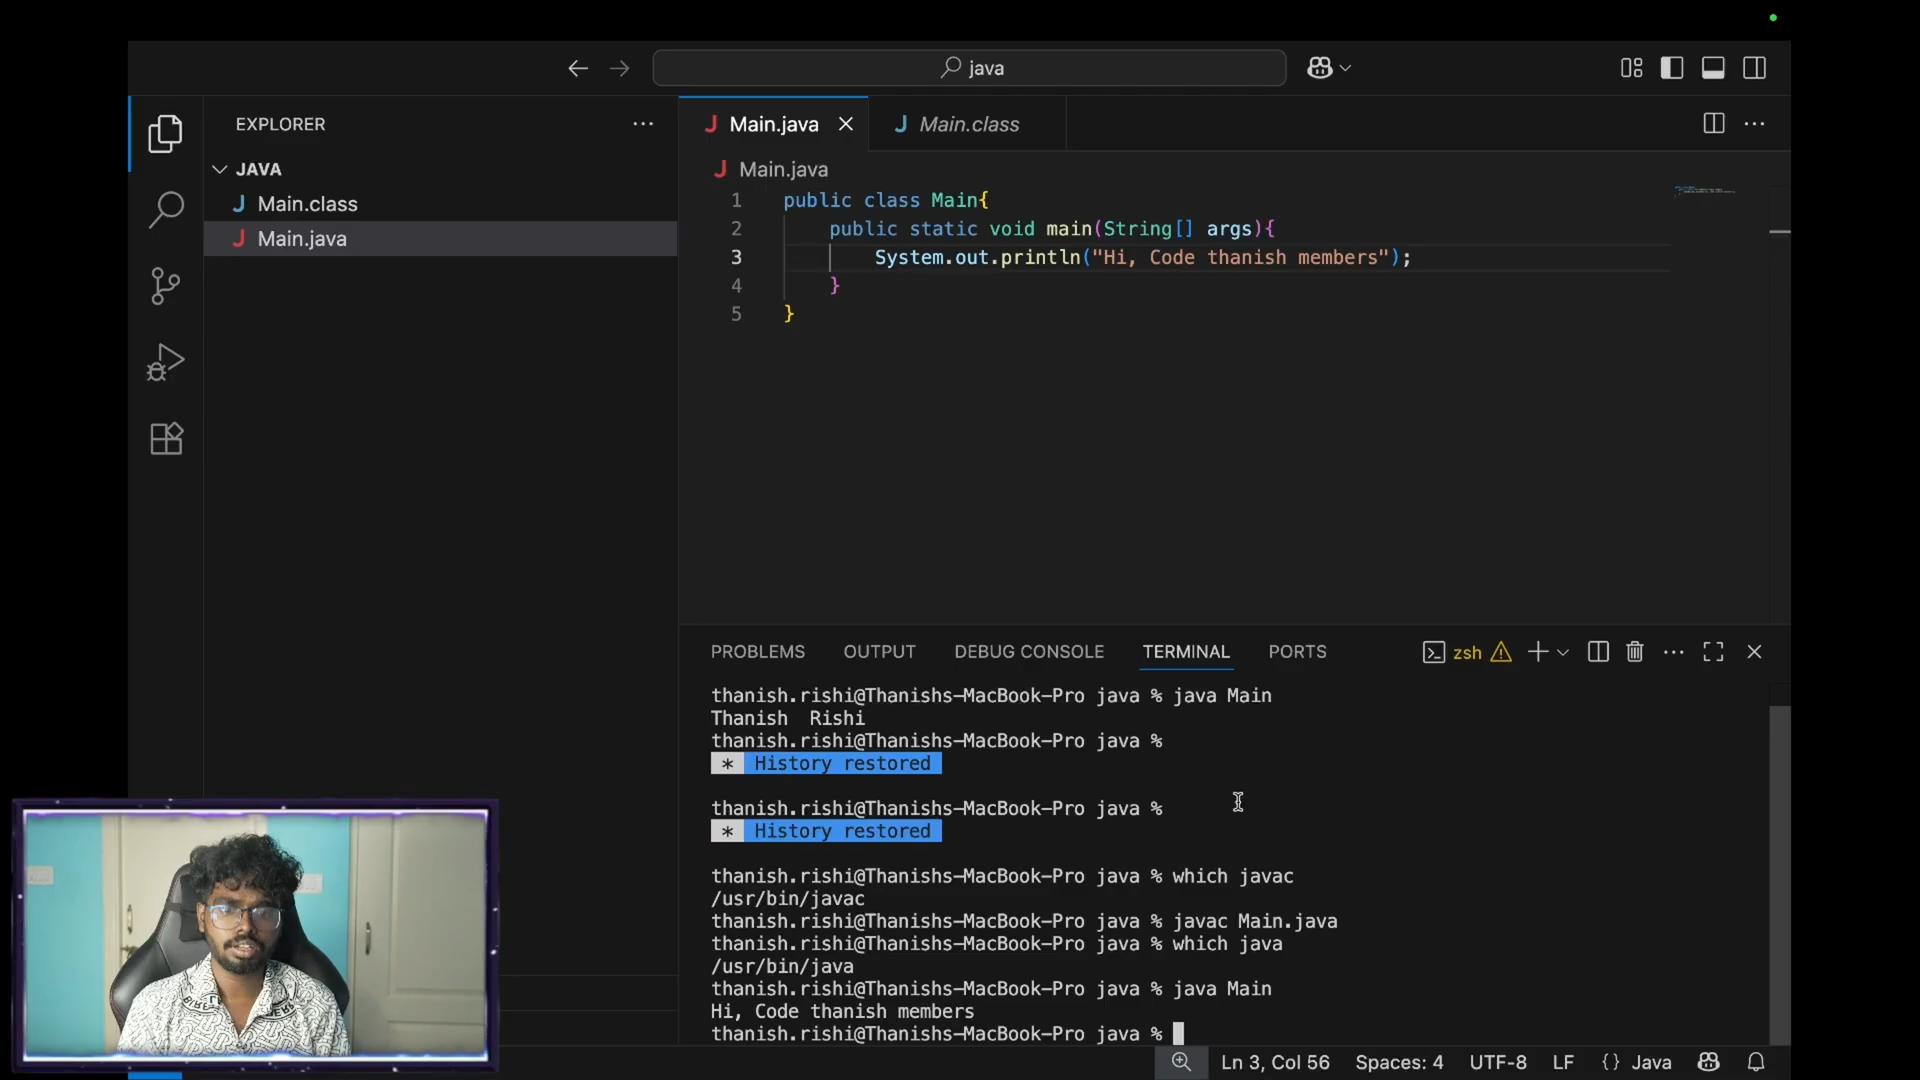 java
EXPLORER
JAVA
Main.class
Main.java
Main.java
Main.class
Main.java
1 public class Main{
2 public static void main(String[] args){
3 System.out.println("Hi, Code thanish members");
4 }
5 }
PROBLEMS OUTPUT DEBUG CONSOLE TERMINAL PORTS zsh
thanish.rishi@Thanishs-MacBook-Pro java % java Main
Thanish  Rishi
thanish.rishi@Thanishs-MacBook-Pro java %
* History restored
thanish.rishi@Thanishs-MacBook-Pro java %
* History restored
thanish.rishi@Thanishs-MacBook-Pro java % which javac
/usr/bin/javac
thanish.rishi@Thanishs-MacBook-Pro java % javac Main.java
thanish.rishi@Thanishs-MacBook-Pro java % which java
/usr/bin/java
thanish.rishi@Thanishs-MacBook-Pro java % java Main
Hi, Code thanish members
thanish.rishi@Thanishs-MacBook-Pro java %
Ln 3, Col 56 Spaces: 4 UTF-8 LF {} Java